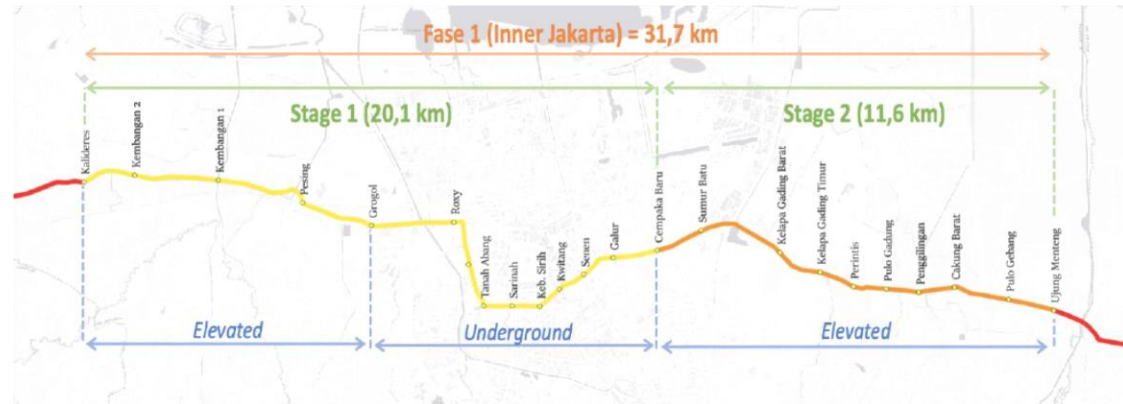 Fase 1 (Inner Jakarta) = 31,7 km
Stage 1 (20,1 km)
Stage 2 (11,6 km)
Kalideres
Kembangan 2
Kembangan 1
Pesing
Grogol
Roxy
Tanah Abang
Sarinah
Keb. Sirih
Kwitang
Senen
Galur
Cempaka Baru
Sumur Batu
Kelapa Gading Barat
Kelapa Gading Timur
Perintis
Pulo Gadung
Penggilingan
Cakung Barat
Pulo Gebang
Ujung Menteng
Elevated
Underground
Elevated